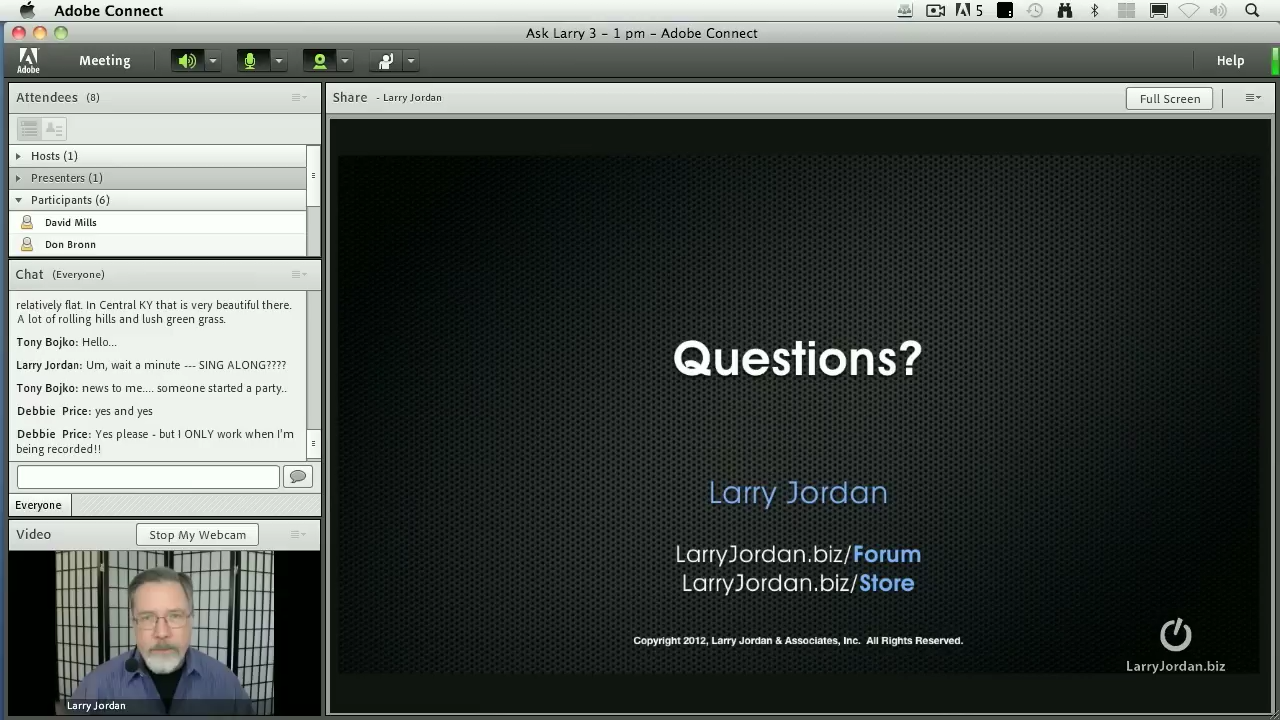 Adobe Connect
5
Ask Larry 3 - 1 pm - Adobe Connect
Adobe
Meeting
Help
Attendees (8)
Hosts (1)
Presenters (1)
Participants (6)
David Mills
Don Bronn
Chat (Everyone)
relatively flat. In Central KY that is very beautiful there.
A lot of rolling hills and lush green grass.
Tony Bojko: Hello...
Larry Jordan: Um, wait a minute --- SING ALONG????
Tony Bojko: news to me.... someone started a party..
Debbie Price: yes and yes
Debbie Price: Yes please - but I ONLY work when I'm
being recorded!!
Everyone
Video
Stop My Webcam
Larry Jordan
Share - Larry Jordan
Full Screen
Questions?
Larry Jordan
LarryJordan.biz/Forum
LarryJordan.biz/Store
Copyright 2012, Larry Jordan & Associates, Inc. All Rights Reserved.
LarryJordan.biz